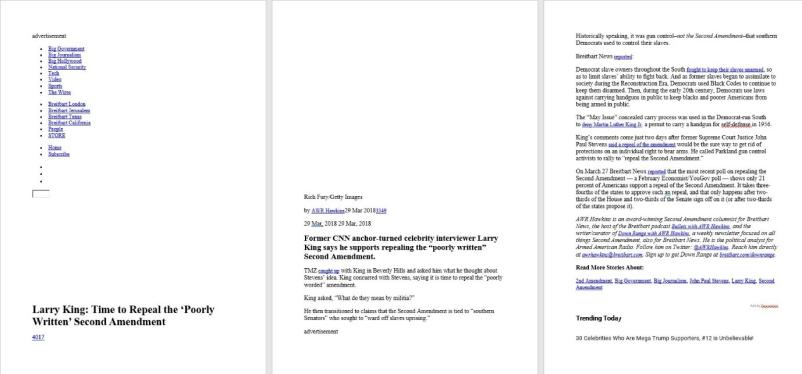 advertisement
Big Government
Big Journalism
Big Hollywood
National Security
Tech
Video
Sports
The Wires
Breitbart London
Breitbart Jerusalem
Breitbart Texas
Breitbart California
People
STORE
Home
Subscribe
Larry King: Time to Repeal the ‘Poorly
Written’ Second Amendment
4017
Rick Fury/Getty Images
by AWR Hawkins29 Mar 20183349
29 Mar, 2018 29 Mar, 2018
Former CNN anchor-turned celebrity interviewer Larry
King says he supports repealing the “poorly written”
Second Amendment.
TMZ caught up with King in Beverly Hills and asked him what he thought about
Stevens’ idea. King concurred with Stevens, saying it is time to repeal the “poorly
worded” amendment.
King asked, “What do they mean by militia?”
He then transitioned to claims that the Second Amendment is tied to “southern
Senators” who sought to “ward off slaves uprising.”
advertisement
Historically speaking, it was gun control–not the Second Amendment–that southern
Democrats used to control their slaves.
Breitbart News reported:
Democrat slave owners throughout the South fought to keep their slaves unarmed, so
as to limit slaves’ ability to fight back. And as former slaves began to assimilate to
society during the Reconstruction Era, Democrats used Black Codes to continue to
keep them disarmed. Then, during the early 20th century, Democrats use laws
against carrying handguns in public to keep blacks and poorer Americans from
being armed in public.
The “May Issue” concealed carry process was used in the Democrat-run South
to deny Martin Luther King Jr. a permit to carry a handgun for self-defense in 1956.
King’s comments come just two days after former Supreme Court Justice John
Paul Stevens said a repeal of the amendment would be the sure way to get rid of
protections on an individual right to bear arms. He called Parkland gun control
activists to rally to “repeal the Second Amendment.”
On March 27 Breitbart News reported that the most recent poll on repealing the
Second Amendment — a February Economist/YouGov poll — shows only 21
percent of Americans support a repeal of the Second Amendment. It takes three-
fourths of the states to approve such as repeal, and that only happens after two-
thirds of the House and two-thirds of the Senate sign off on it (or after two-thirds
of the states propose it).
AWR Hawkins is an award-winning Second Amendment columnist for Breitbart
News, the host of the Breitbart podcast Bullets with AWR Hawkins, and the
writer/curator of Down Range with AWR Hawkins, a weekly newsletter focused on all
things Second Amendment, also for Breitbart News. He is the political analyst for
Armed American Radio. Follow him on Twitter: @AWRHawkins. Reach him directly
at awrhawkins@breitbart.com. Sign up to get Down Range at breitbart.com/downrange.
Read More Stories About:
2nd Amendment, Big Government, Big Journalism, John Paul Stevens, Larry King, Second
Amendment
Trending Today
30 Celebrities Who Are Mega Trump Supporters, #12 is Unbelievable!